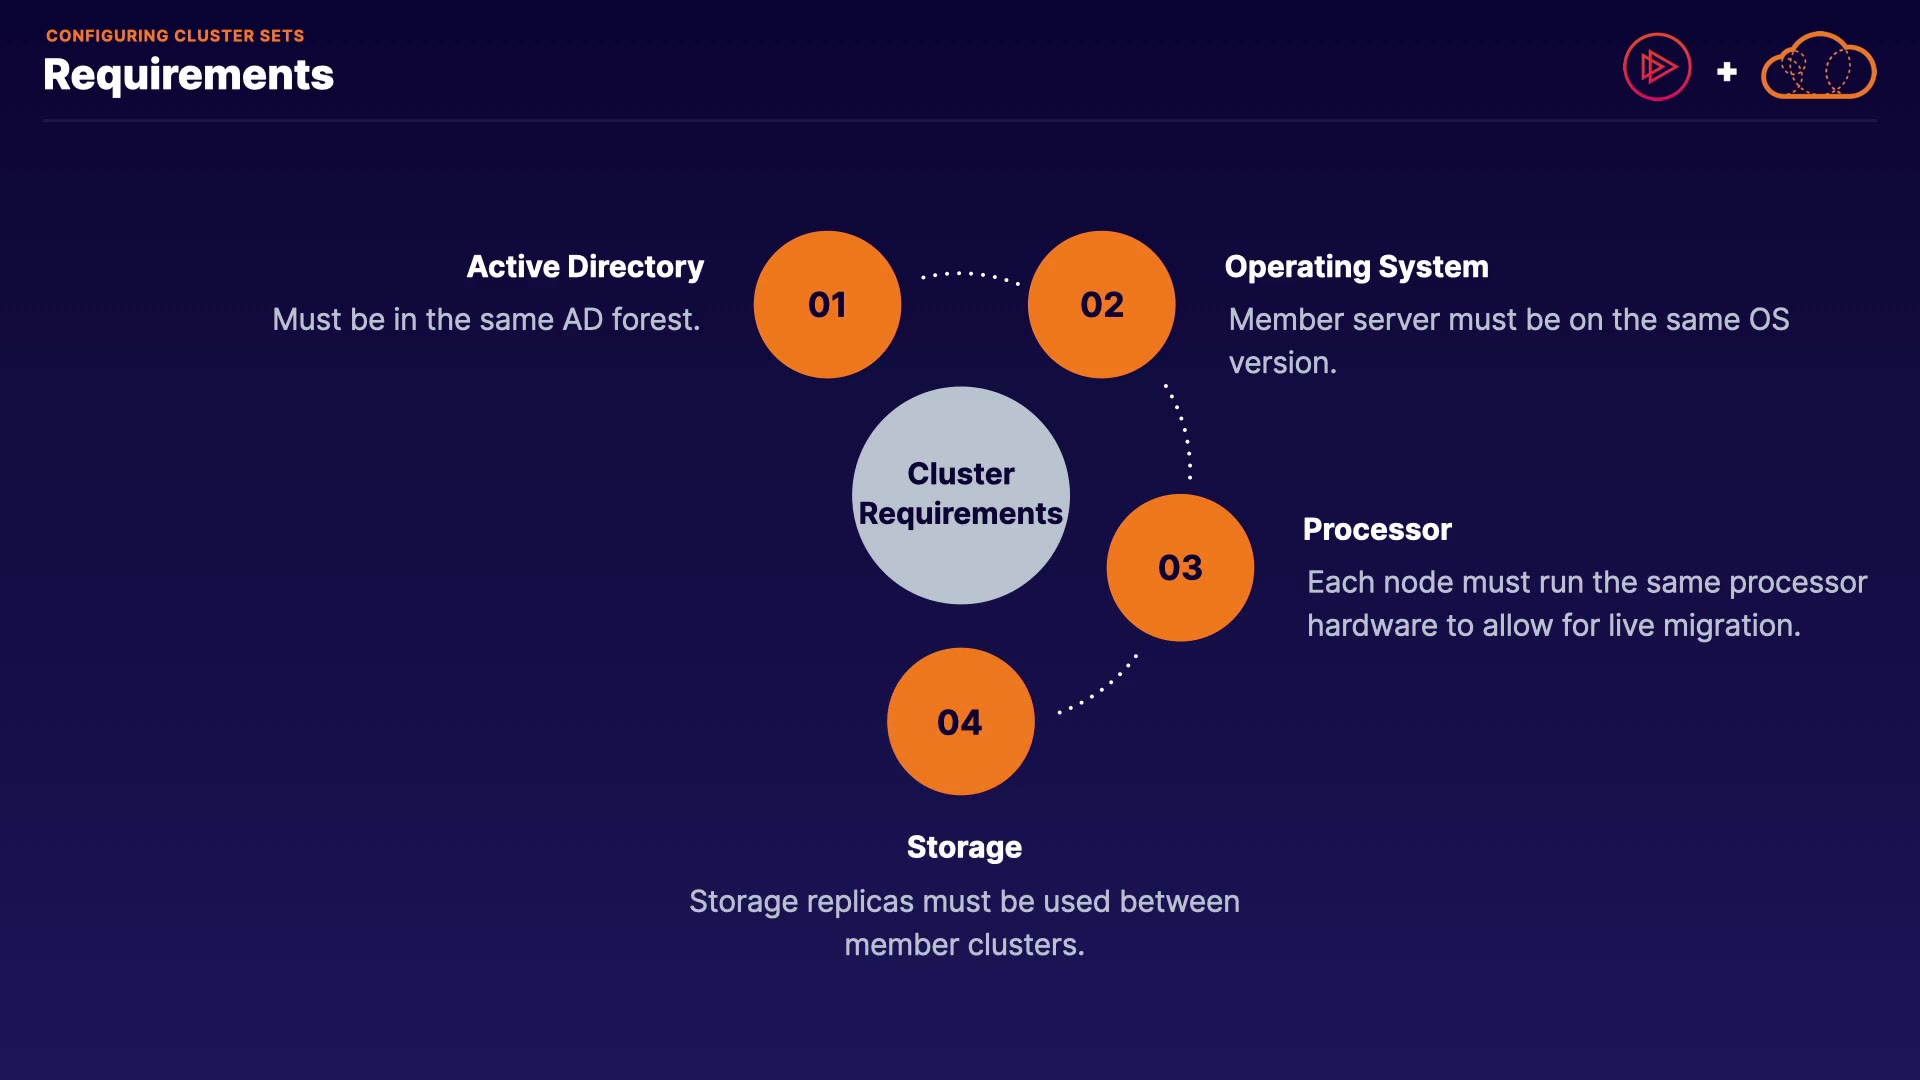 CONFIGURING CLUSTER SETS
Requirements
+
Active Directory
Must be in the same AD forest.
01
02
Operating System
Member server must be on the same OS
version.
Cluster
Requirements
03
Processor
Each node must run the same processor
hardware to allow for live migration.
04
Storage
Storage replicas must be used between
member clusters.